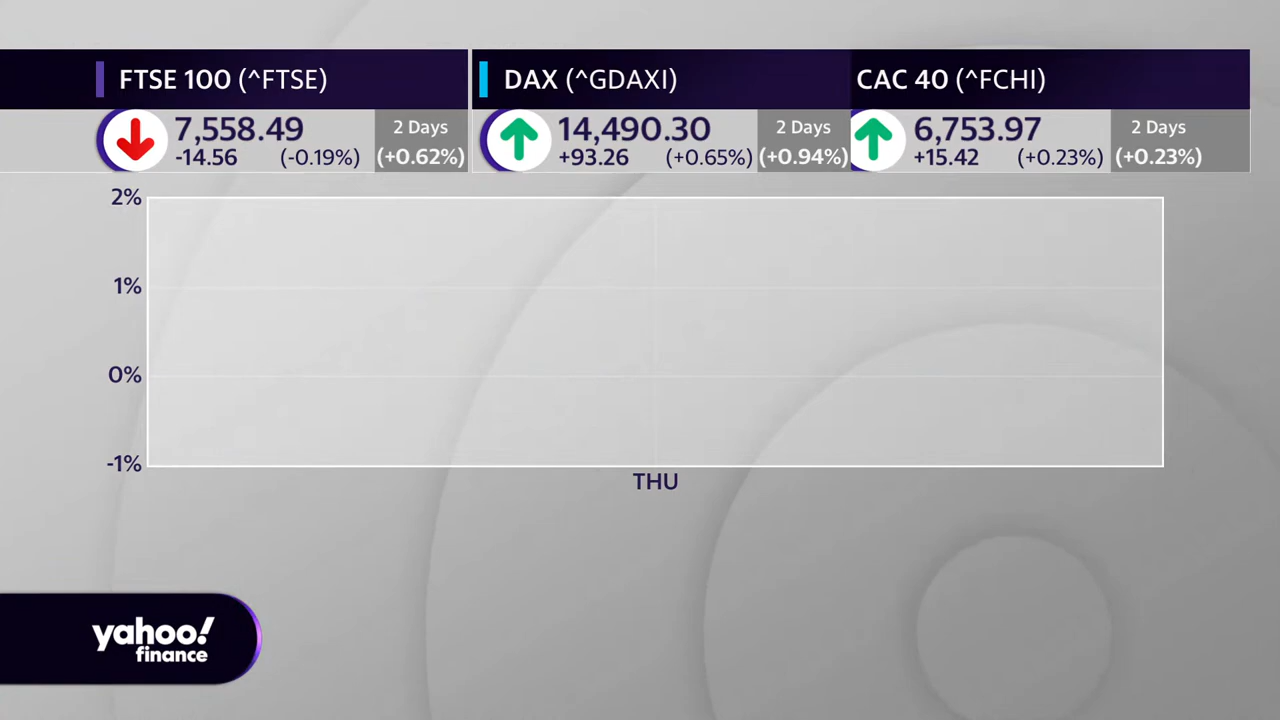 FTSE 100 (^FTSE)
7,558.49
-14.56 (-0.19%)
2 Days
(+0.62%)
DAX (^GDAXI)
14,490.30
+93.26 (+0.65%)
2 Days
(+0.94%)
CAC 40 (^FCHI)
6,753.97
+15.42 (+0.23%)
2 Days
(+0.23%)
2%
1%
0%
-1%
THU
yahoo!
finance